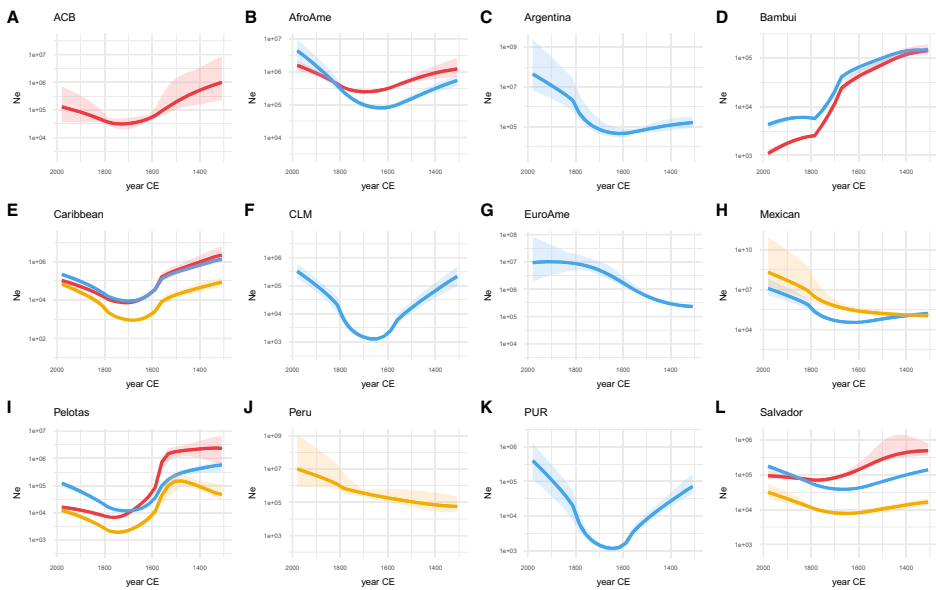 A ACB
1e+07
1e+06
1e+05
1e+04
Ne
2000 1800 1600 1400
year CE
B AfroAme
1e+07
1e+06
1e+05
1e+04
Ne
2000 1800 1600 1400
year CE
C Argentina
1e+09
1e+07
1e+05
Ne
2000 1800 1600 1400
year CE
D Bambui
1e+05
1e+04
1e+03
Ne
2000 1800 1600 1400
year CE
E Caribbean
1e+06
1e+04
1e+02
Ne
2000 1800 1600 1400
year CE
F CLM
1e+06
1e+05
1e+04
1e+03
Ne
2000 1800 1600 1400
year CE
G EuroAme
1e+08
1e+07
1e+06
1e+05
1e+04
Ne
2000 1800 1600 1400
year CE
H Mexican
1e+10
1e+07
1e+04
Ne
2000 1800 1600 1400
year CE
I Pelotas
1e+07
1e+06
1e+05
1e+04
1e+03
Ne
2000 1800 1600 1400
year CE
J Peru
1e+09
1e+07
1e+05
1e+03
Ne
2000 1800 1600 1400
year CE
K PUR
1e+06
1e+05
1e+04
1e+03
Ne
2000 1800 1600 1400
year CE
L Salvador
1e+06
1e+05
1e+04
1e+03
Ne
2000 1800 1600 1400
year CE